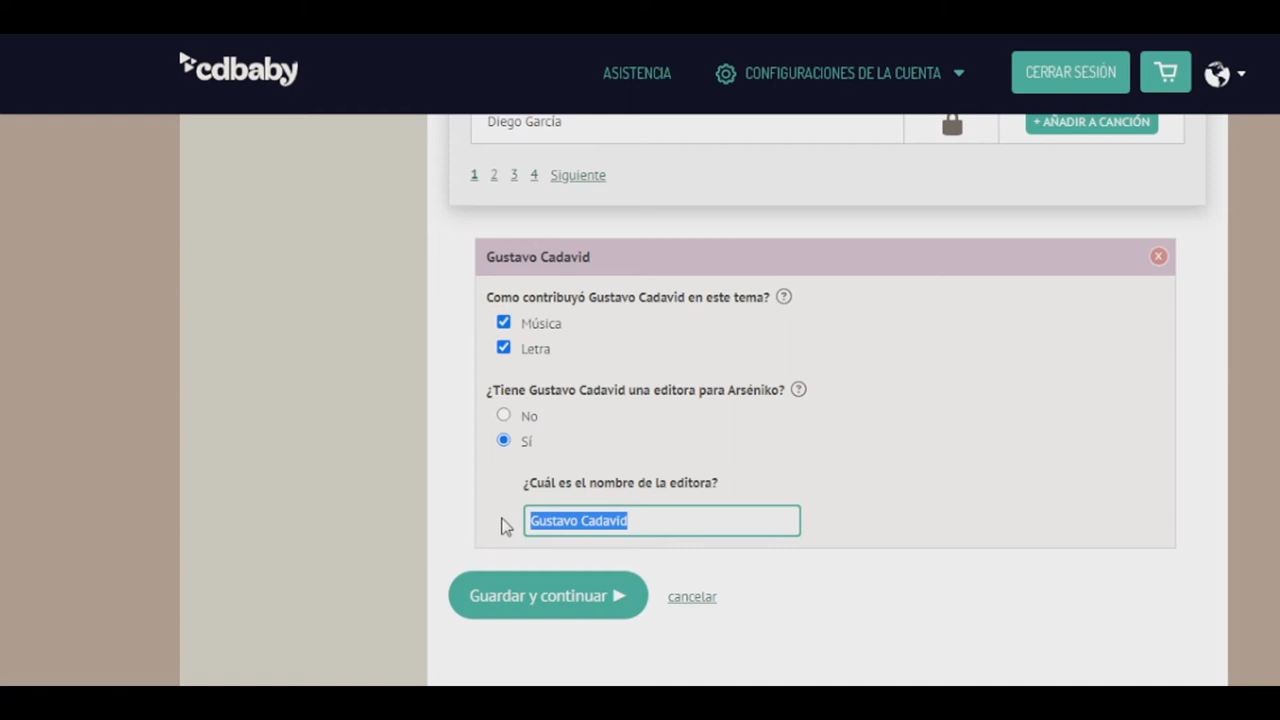 cdbaby
ASISTENCIA
CONFIGURACIONES DE LA CUENTA
CERRAR SESIÓN
Diego García
+ AÑADIR A CANCIÓN
1 2 3 4 Siguiente
Gustavo Cadavid
Como contribuyó Gustavo Cadavid en este tema? ?
Música
Letra
¿Tiene Gustavo Cadavid una editora para Arséniko? ?
No
Sí
¿Cuál es el nombre de la editora?
Gustavo Cadavid
Guardar y continuar
cancelar